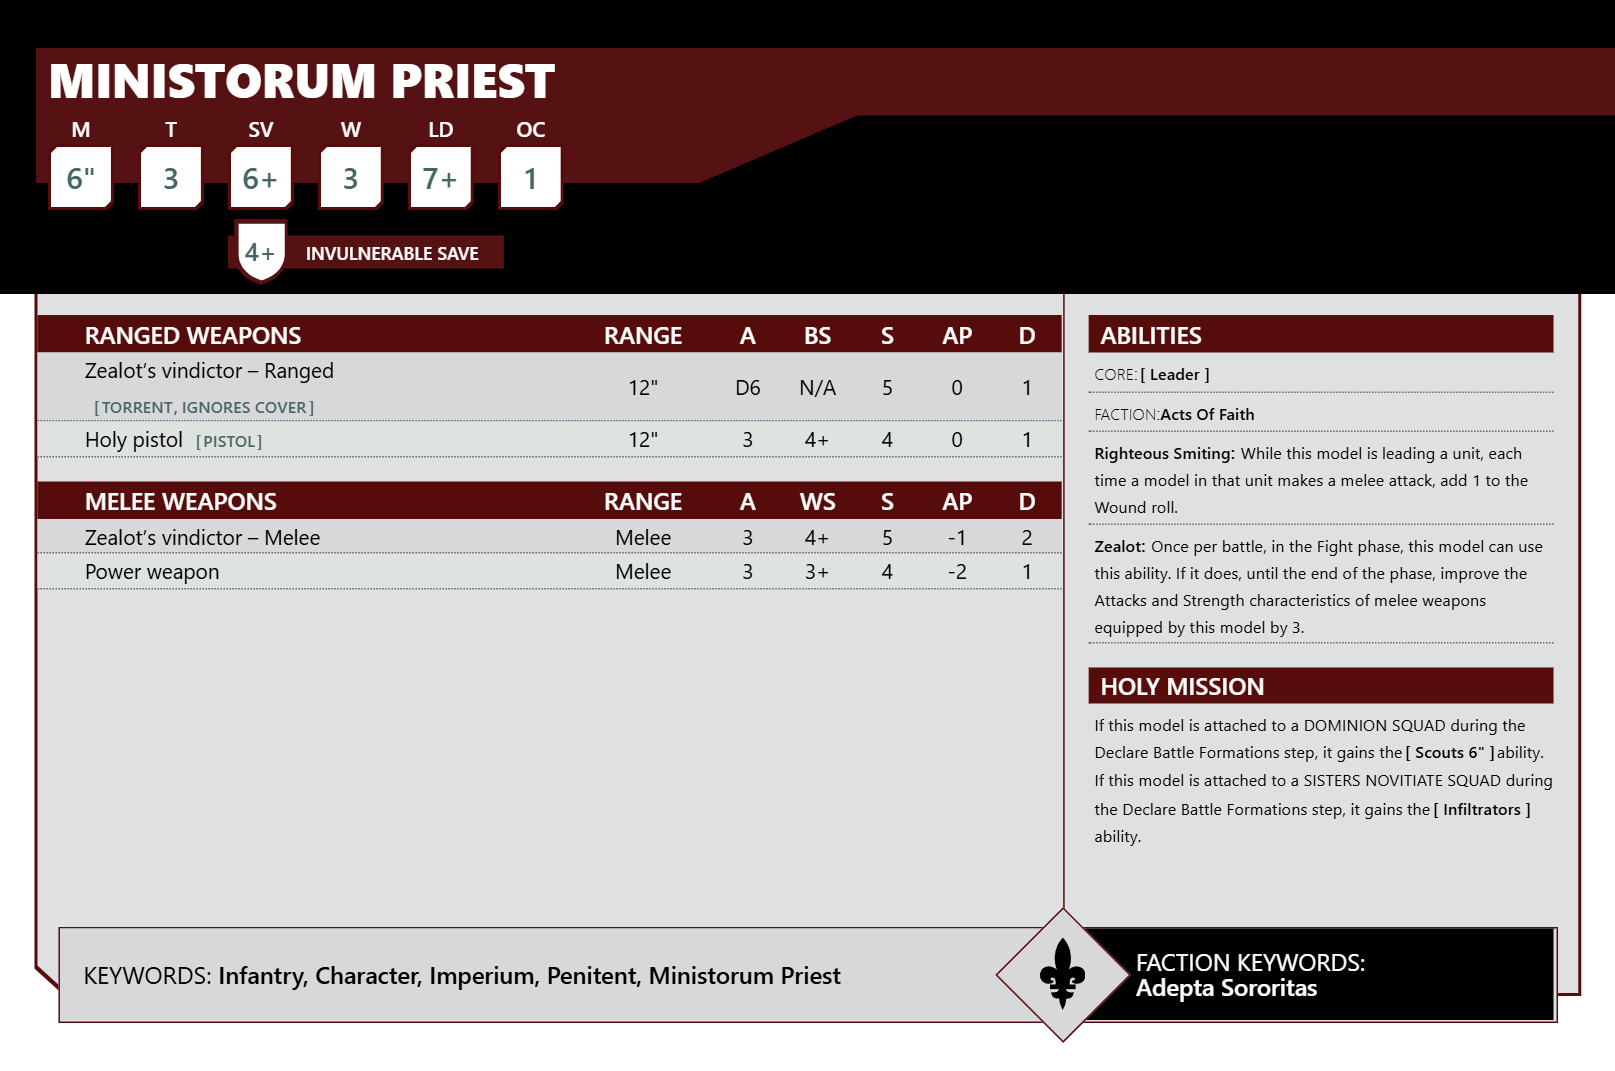 MINISTORUM PRIEST
M T SV W LD OC
6" 3 6+ 3 7+ 1
4+ INVULNERABLE SAVE
RANGED WEAPONS RANGE A BS S AP D
Zealot's vindictor – Ranged
[TORRENT, IGNORES COVER] 12" D6 N/A 5 0 1
Holy pistol [PISTOL] 12" 3 4+ 4 0 1
MELEE WEAPONS RANGE A WS S AP D
Zealot's vindictor – Melee Melee 3 4+ 5 -1 2
Power weapon Melee 3 3+ 4 -2 1
ABILITIES
CORE: [ Leader ]
FACTION: Acts Of Faith
Righteous Smiting: While this model is leading a unit, each
time a model in that unit makes a melee attack, add 1 to the
Wound roll.
Zealot: Once per battle, in the Fight phase, this model can use
this ability. If it does, until the end of the phase, improve the
Attacks and Strength characteristics of melee weapons
equipped by this model by 3.
HOLY MISSION
If this model is attached to a DOMINION SQUAD during the
Declare Battle Formations step, it gains the [ Scouts 6" ] ability.
If this model is attached to a SISTERS NOVITIATE SQUAD during
the Declare Battle Formations step, it gains the [ Infiltrators ]
ability.
KEYWORDS: Infantry, Character, Imperium, Penitent, Ministorum Priest
FACTION KEYWORDS:
Adepta Sororitas